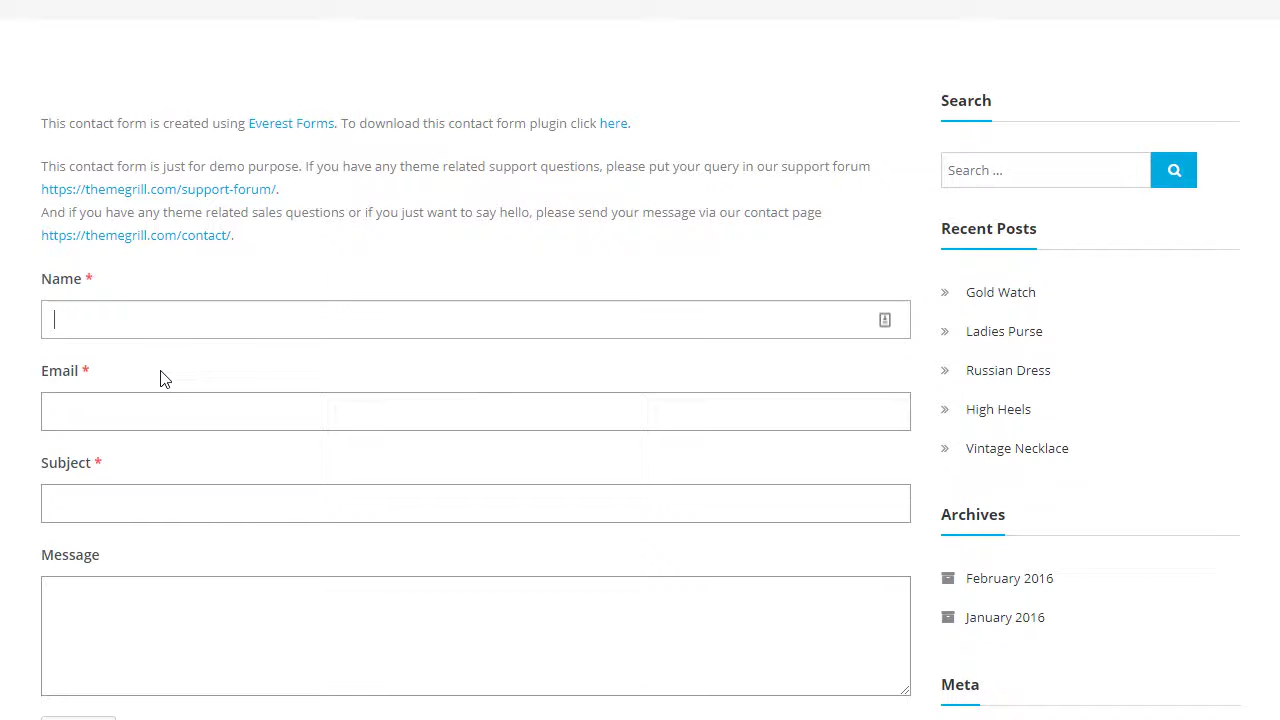 This contact form is created using Everest Forms. To download this contact form plugin click here.
This contact form is just for demo purpose. If you have any theme related support questions, please put your query in our support forum
https://themegrill.com/support-forum/.
And if you have any theme related sales questions or if you just want to say hello, please send your message via our contact page
https://themegrill.com/contact/.
Name *
Email *
Subject *
Message
Search
Search ...
Recent Posts
Gold Watch
Ladies Purse
Russian Dress
High Heels
Vintage Necklace
Archives
February 2016
January 2016
Meta